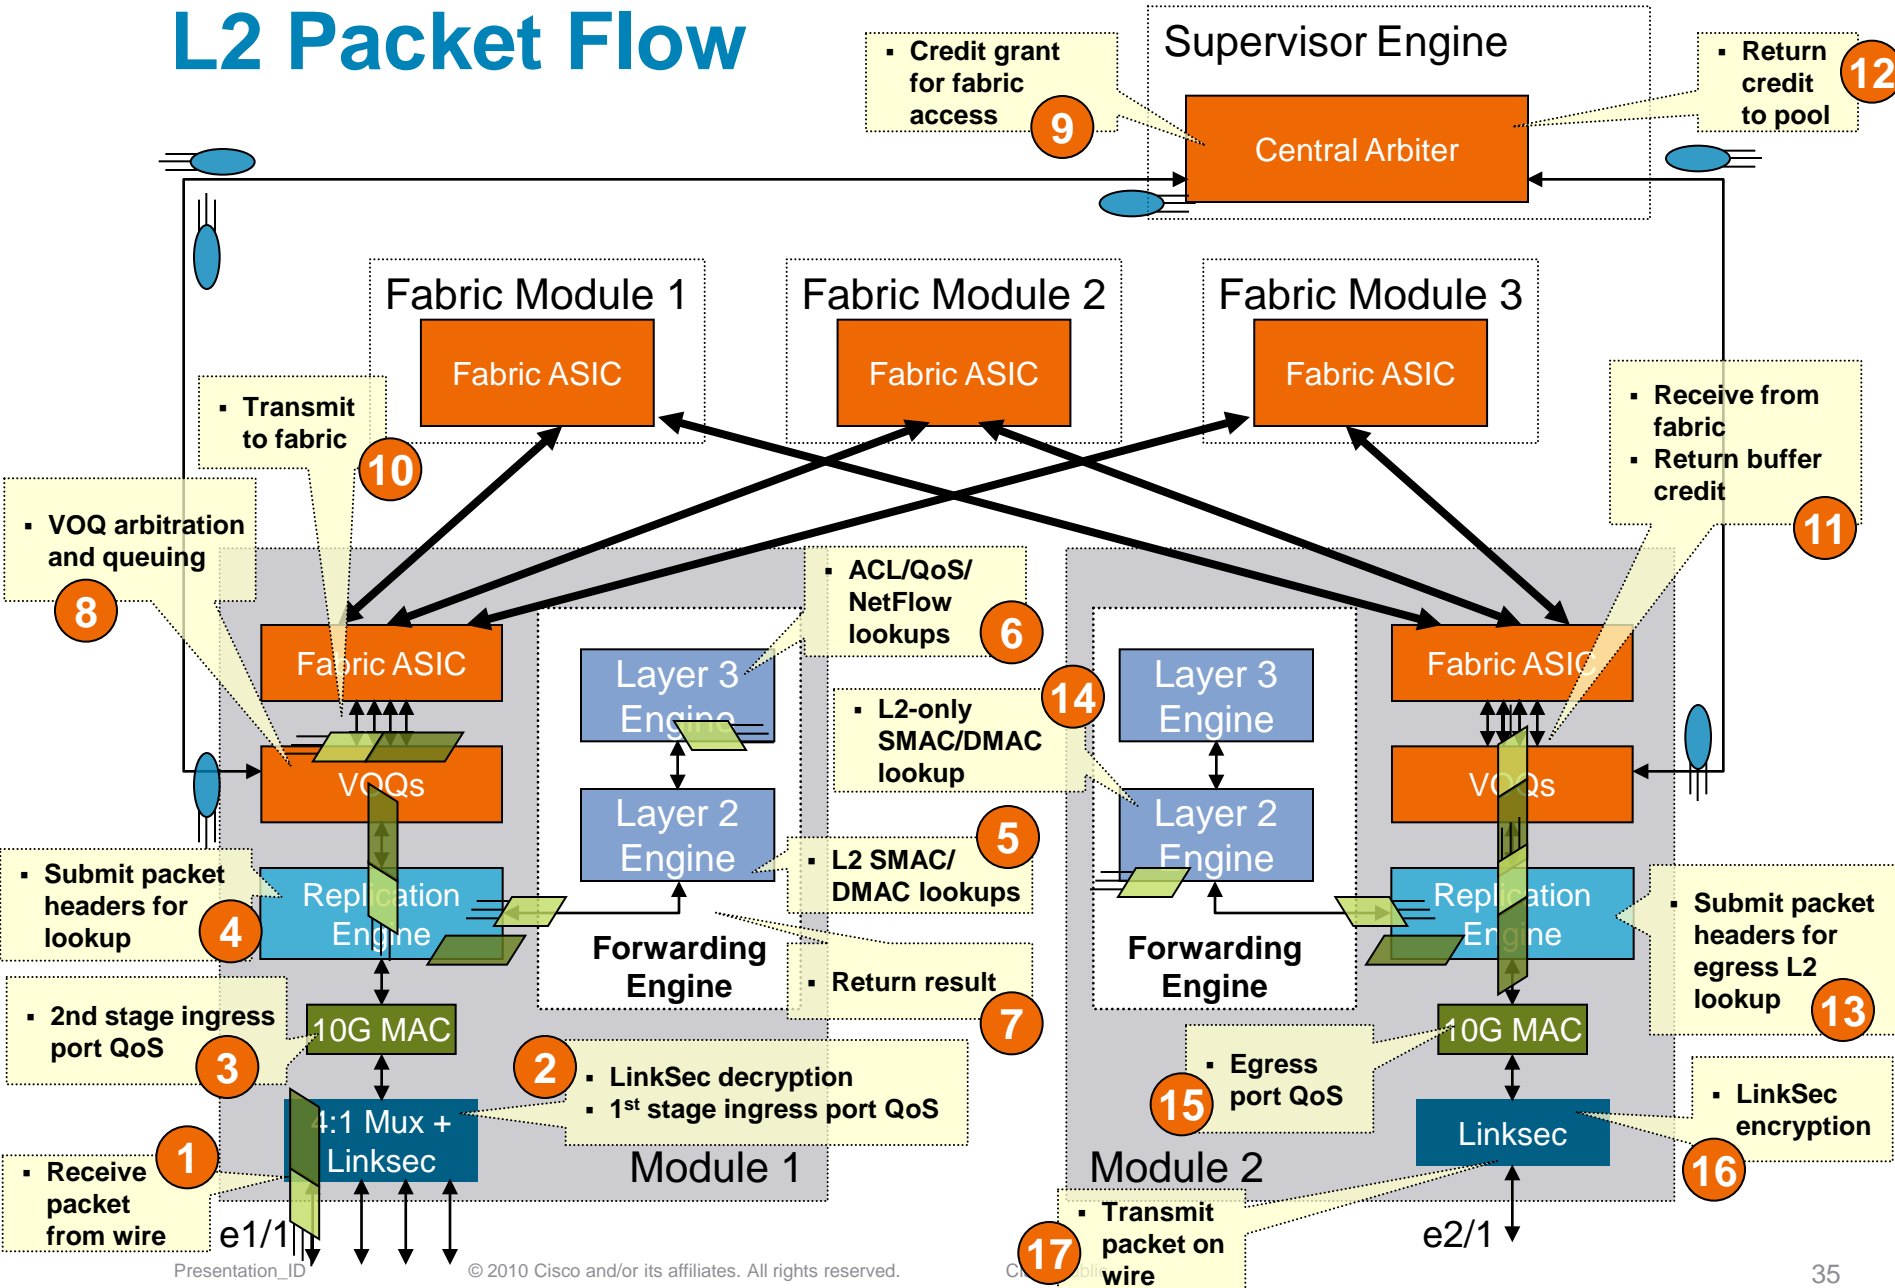 L2 Packet Flow
▪ Credit grant
for fabric
access
9
Supervisor Engine
Central Arbiter
▪ Return
credit
to pool
12
Fabric Module 1
Fabric ASIC
Fabric Module 2
Fabric ASIC
Fabric Module 3
Fabric ASIC
▪ Transmit
to fabric
10
▪ Receive from
fabric
▪ Return buffer
credit
11
▪ VOQ arbitration
and queuing
8
▪ ACL/QoS/
NetFlow
lookups
6
Fabric ASIC
VOQs
Layer 3
Engine
Layer 2
Engine
▪ L2-only
SMAC/DMAC
lookup
14
Layer 3
Engine
Layer 2
Engine
Fabric ASIC
VOQs
▪ L2 SMAC/
DMAC lookups
5
▪ Submit packet
headers for
lookup
4
Replication
Engine
Forwarding
Engine
▪ Return result
7
Forwarding
Engine
Replication
Engine
▪ Submit packet
headers for
egress L2
lookup
13
▪ 2nd stage ingress
port QoS
3
10G MAC
▪ LinkSec decryption
▪ 1st stage ingress port QoS
2
▪ Egress
port QoS
15
10G MAC
▪ LinkSec
encryption
16
4:1 Mux +
Linksec
Linksec
▪ Receive
packet
from wire
1
Module 1
Module 2
▪ Transmit
packet on
wire
17
e1/1
e2/1
Presentation_ID
© 2010 Cisco and/or its affiliates. All rights reserved.
35